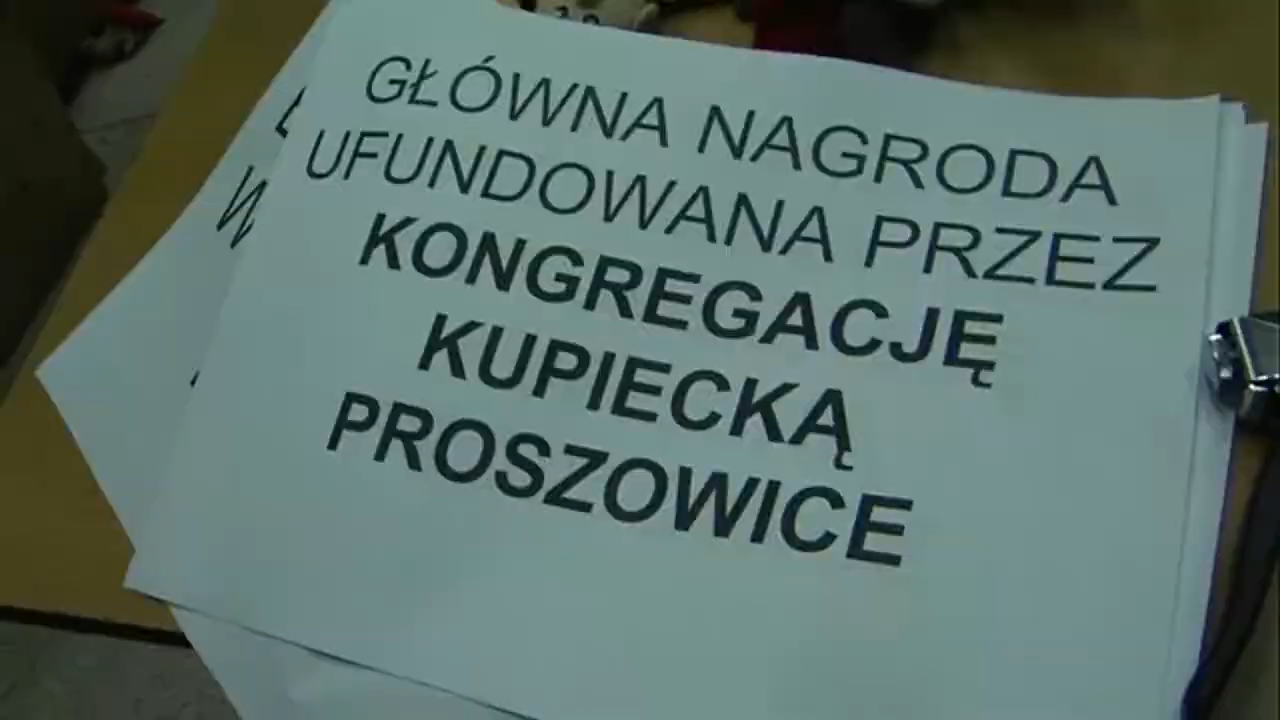 GŁÓWNA NAGRODA
UFUNDOWANA PRZEZ
KONGREGACJĘ
KUPIECKĄ
PROSZOWICE